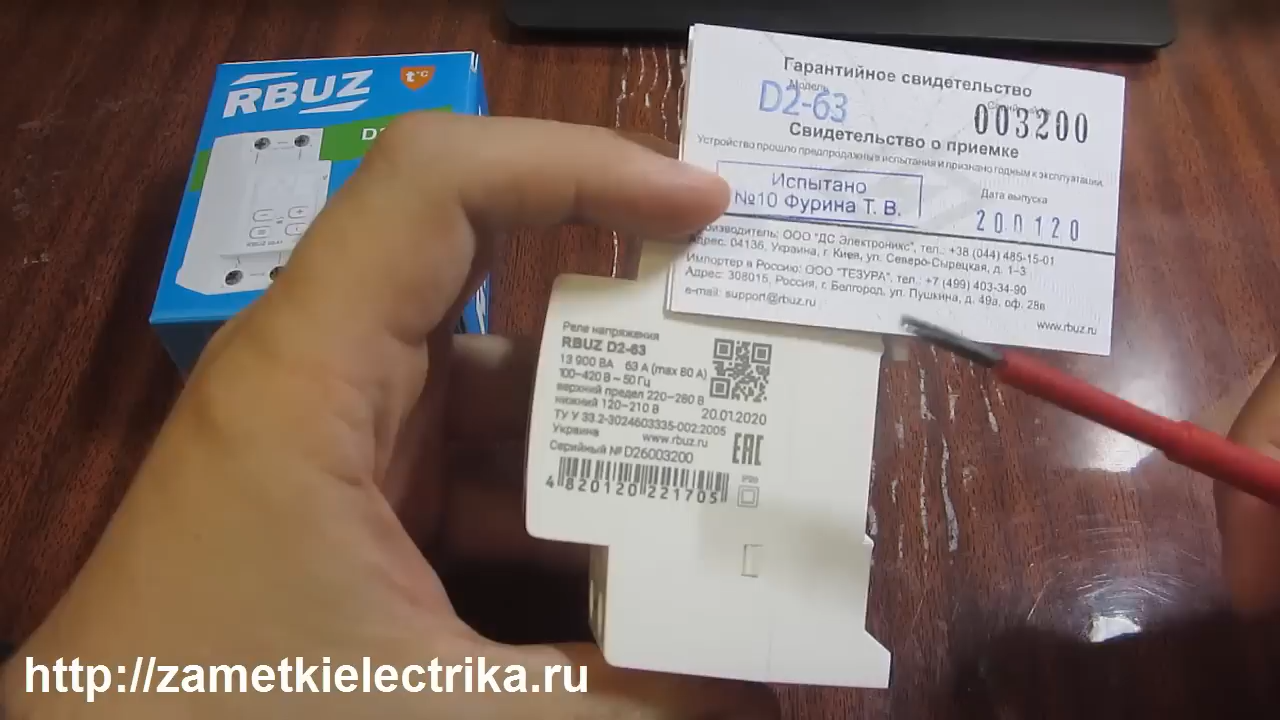 RBUZ
t°C
Гарантийное свидетельство
Модель
D2-63
003200
Свидетельство о приемке
Устройство прошло предпродажные испытания и признано годным к эксплуатации.
Испытано
№10 Фурина Т. В.
Дата выпуска
200120
Производитель: ООО "ДС Электроникс", тел.: +38 (044) 485-15-01
Адрес: 04136, Украина, г. Киев, ул. Северо-Сырецкая, д. 1–3
Импортер в Россию: ООО "ТЕЗУРА", тел.: +7 (499) 403-34-90
Адрес: 308015, Россия, г. Белгород, ул. Пушкина, д. 49а, оф. 28в
e-mail: support@rbuz.ru
www.rbuz.ru
Реле напряжения
RBUZ D2-63
13 900 ВА 63 А (max 80 А)
100–420 В ~ 50 Гц
верхний предел 220–280 В
нижний 120–210 В
20.01.2020
ТУ У 33.2-3024603335-002:2005
Украина
www.rbuz.ru
Серийный № D26003200
EAC
IP20
4 820120 221705
http://zametkielectrika.ru